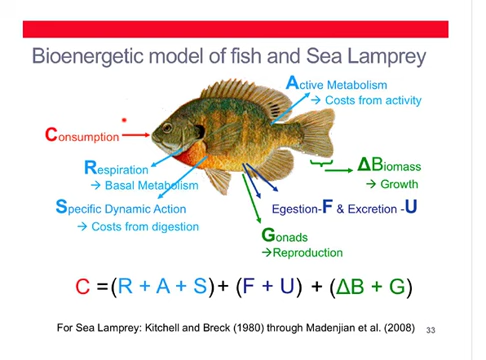 Bioenergetic model of fish and Sea Lamprey
Active Metabolism
→ Costs from activity
Consumption
Respiration
→ Basal Metabolism
ΔBiomass
→ Growth
Specific Dynamic Action
→ Costs from digestion
Egestion-F & Excretion -U
Gonads
→Reproduction
C =(R + A + S)+ (F + U) + (ΔB + G)
For Sea Lamprey: Kitchell and Breck (1980) through Madenjian et al. (2008)
33